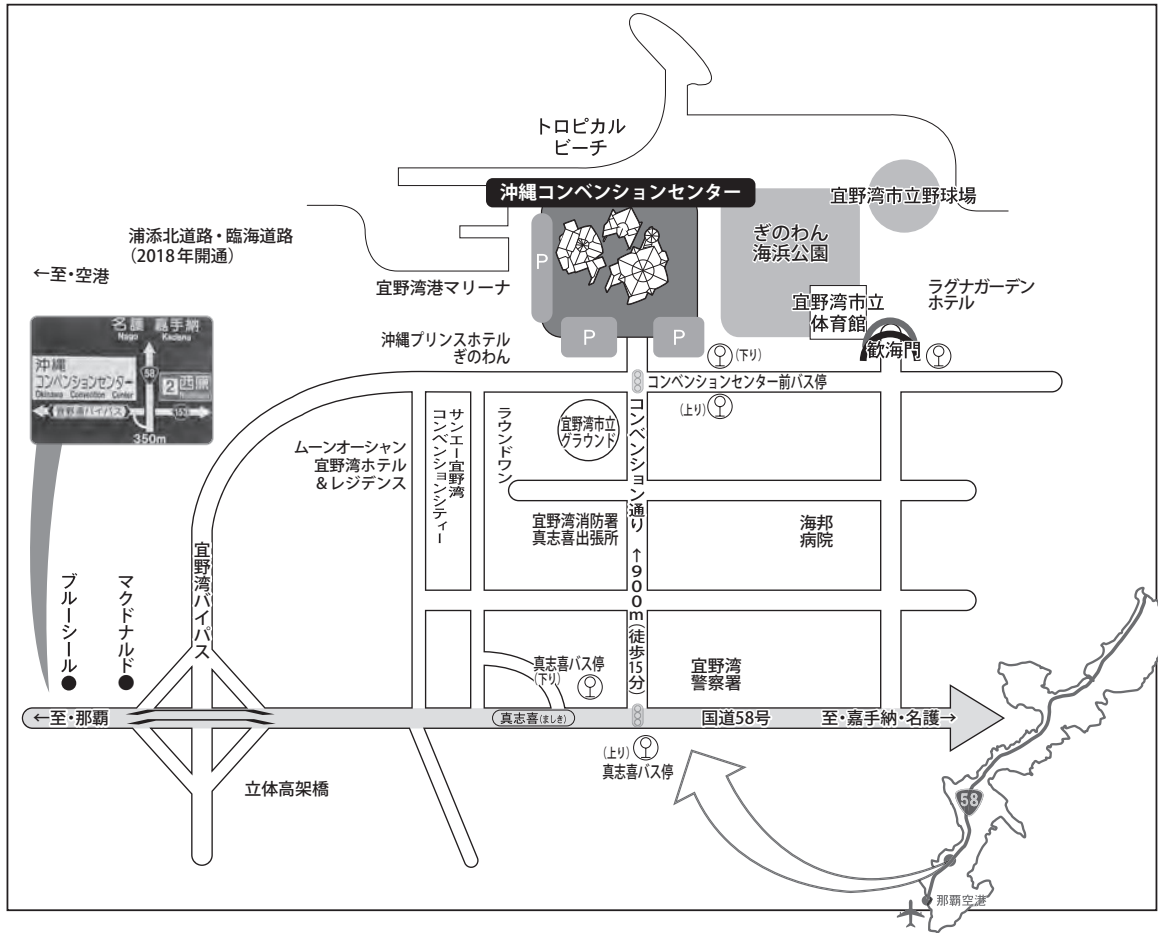 トロピカル
ビーチ
沖縄コンベンションセンター
宜野湾市立野球場
浦添北道路・臨海道路
(2018年開通)
←至・空港
P
ぎのわん
海浜公園
宜野湾港マリーナ
宜野湾市立
体育館
ラグナガーデン
ホテル
名護 嘉手納
Nago Kadena
沖縄
コンベンションセンター
Okinawa Convention Center
58
2 西原
宜野湾バイパス
153
350m
沖縄プリンスホテル
ぎのわん
P
P
(下り)
歓海門
コンベンションセンター前バス停
(上り)
宜野湾市立
グラウンド
ムーンオーシャン
宜野湾ホテル
&レジデンス
サンエー宜野湾
コンベンションシティー
ラウンドワン
コンベンション通り ↑900m(徒歩15分)
宜野湾消防署
真志喜出張所
海邦
病院
宜野湾バイパス
ブルーシール
マクドナルド
真志喜バス停
(下り)
宜野湾
警察署
←至・那覇
真志喜(ましき)
国道58号
至・嘉手納・名護→
(上り)
真志喜バス停
立体高架橋
58
那覇空港